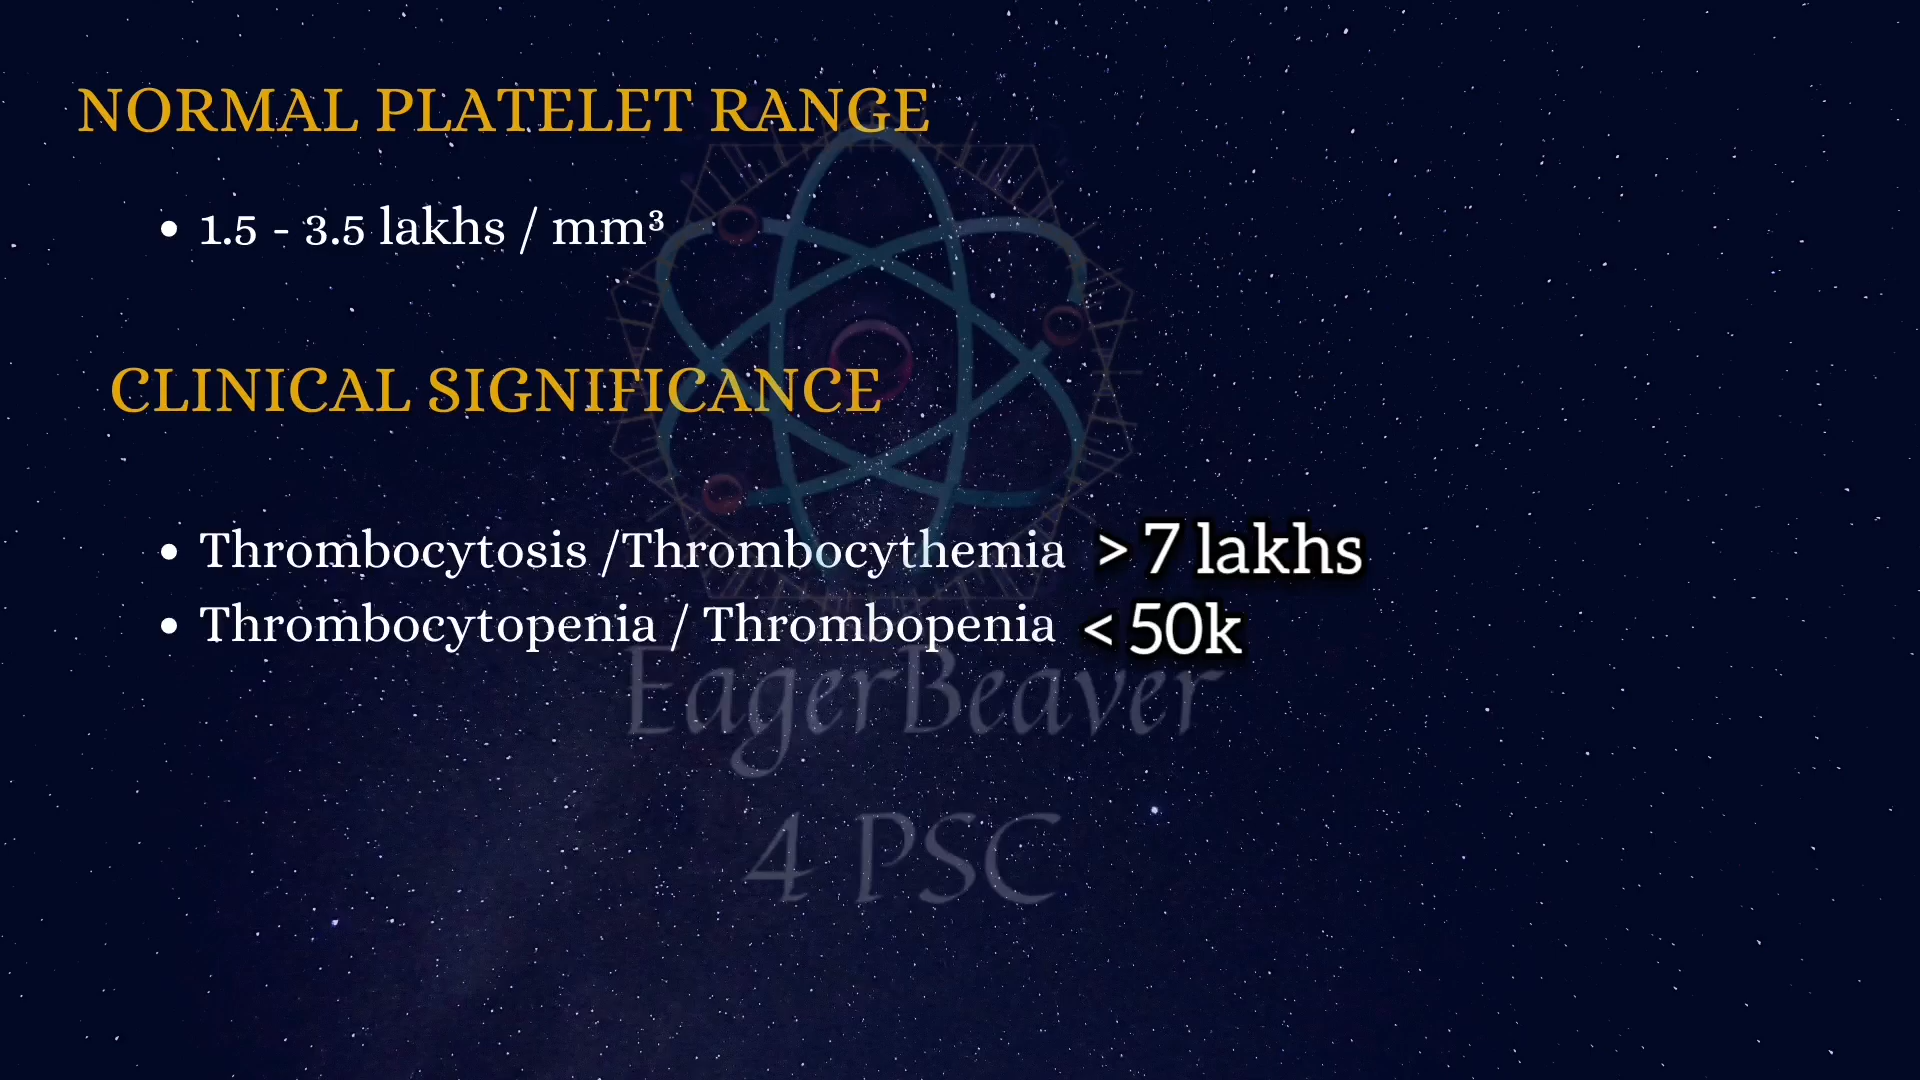 NORMAL PLATELET RANGE
• 1.5 - 3.5 lakhs / mm³
CLINICAL SIGNIFICANCE
• Thrombocytosis /Thrombocythemia > 7 lakhs
• Thrombocytopenia / Thrombopenia < 50k
EagerBeaver
4 PSC